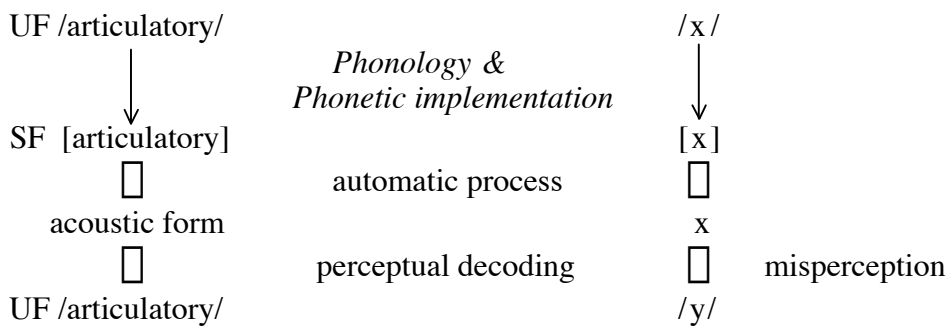 UF /articulatory/ /x/
Phonology &
Phonetic implementation
SF [articulatory] [x]
automatic process
acoustic form x
perceptual decoding misperception
UF /articulatory/ /y/